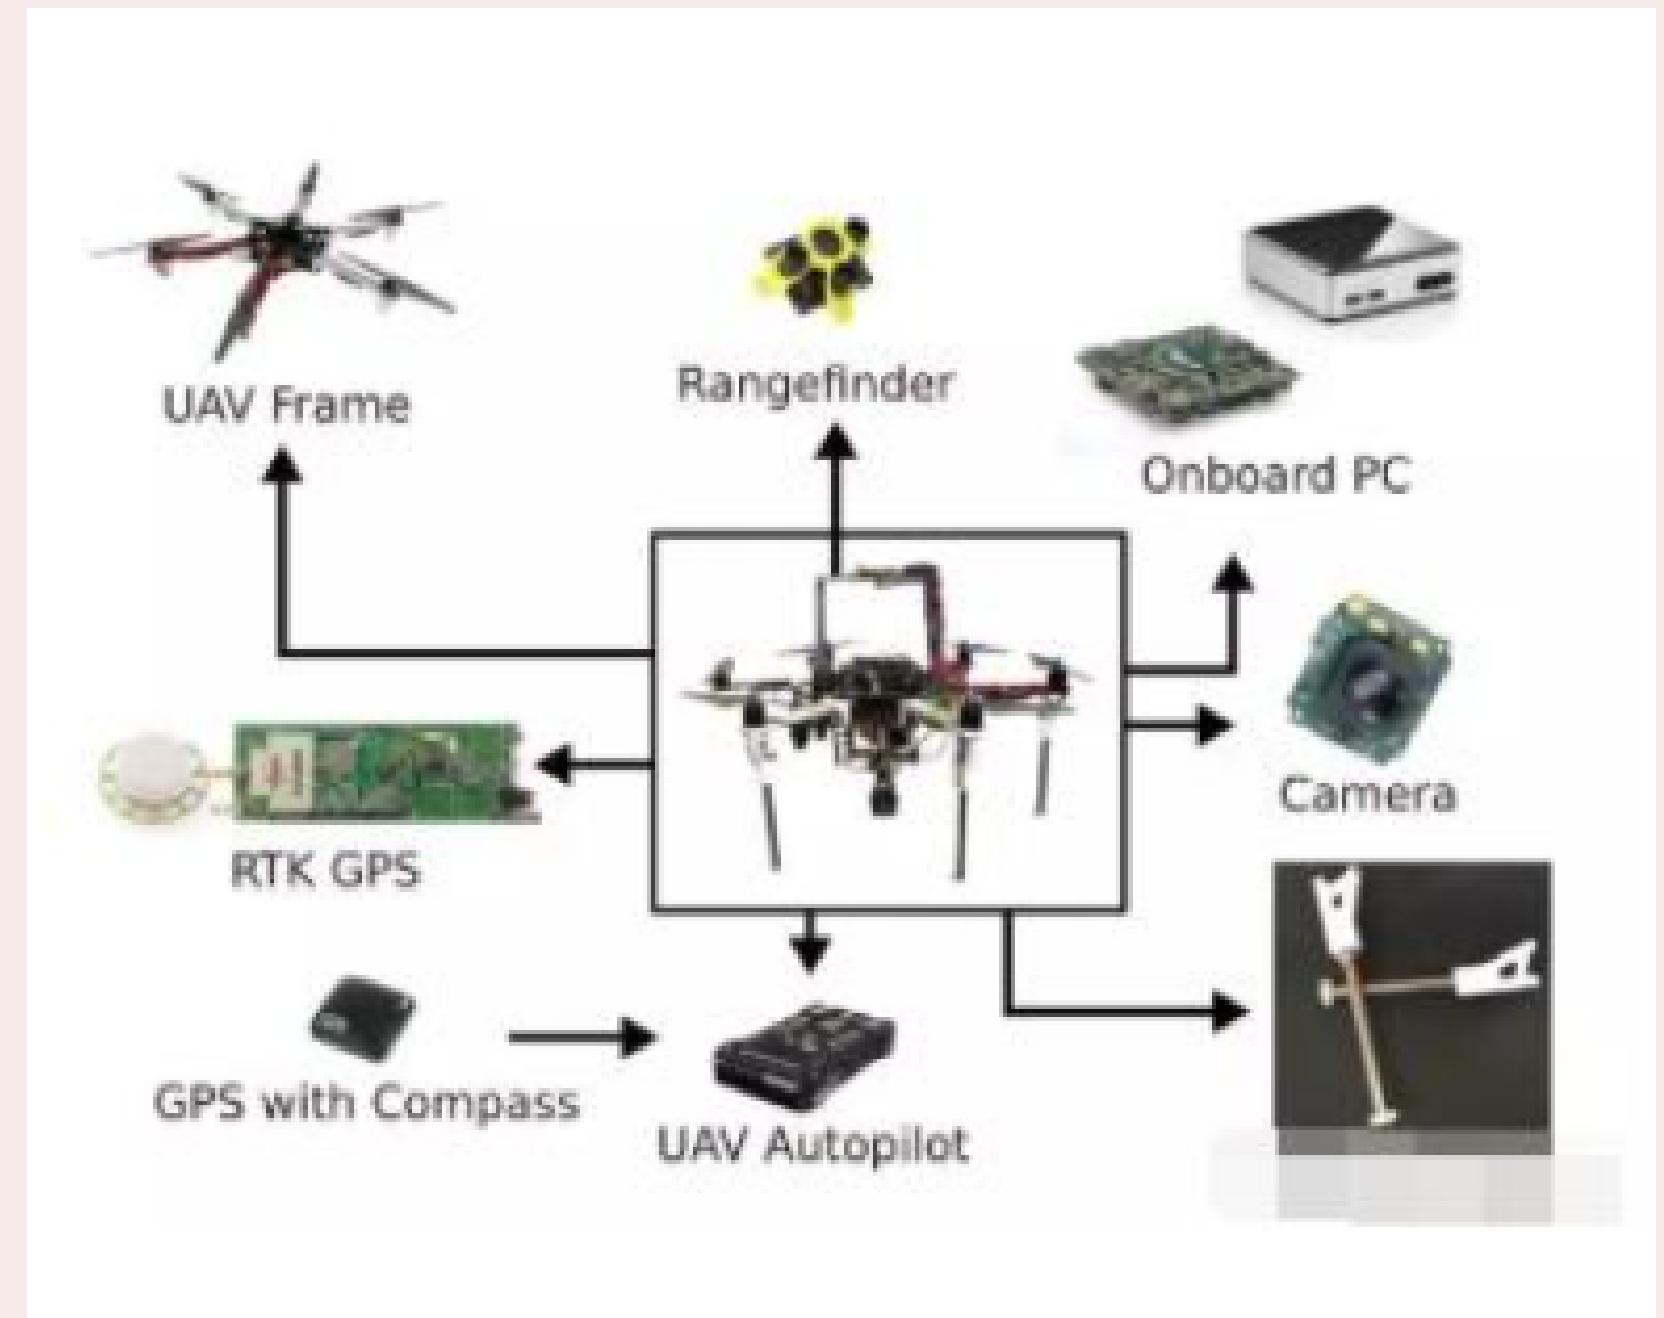 UAV Frame
Rangefinder
Onboard PC
Camera
RTK GPS
GPS with Compass
UAV Autopilot